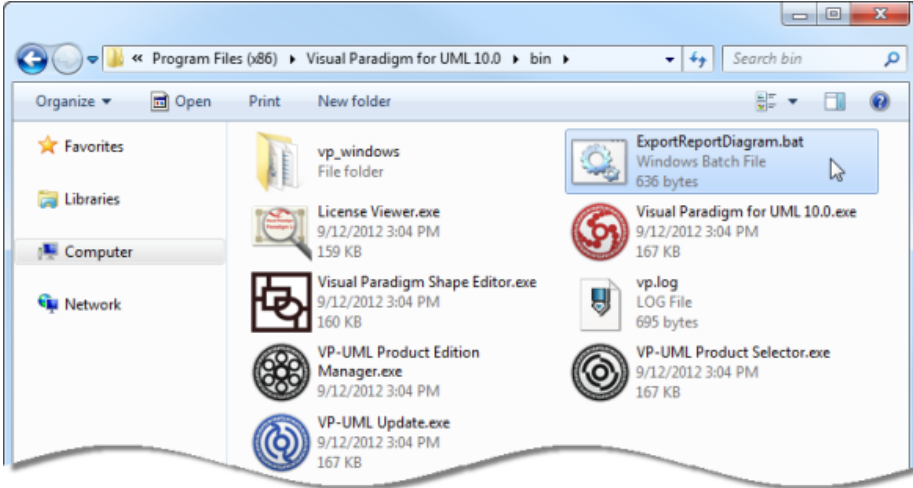 « Program Files (x86) ▸ Visual Paradigm for UML 10.0 ▸ bin ▸
Search bin
Organize
Open
Print
New folder
Favorites
Libraries
Computer
Network
vp_windows
File folder
ExportReportDiagram.bat
Windows Batch File
636 bytes
License Viewer.exe
9/12/2012 3:04 PM
159 KB
Visual Paradigm for UML 10.0.exe
9/12/2012 3:04 PM
167 KB
Visual Paradigm Shape Editor.exe
9/12/2012 3:04 PM
160 KB
vp.log
LOG File
695 bytes
VP-UML Product Edition
Manager.exe
9/12/2012 3:04 PM
VP-UML Product Selector.exe
9/12/2012 3:04 PM
167 KB
VP-UML Update.exe
9/12/2012 3:04 PM
167 KB